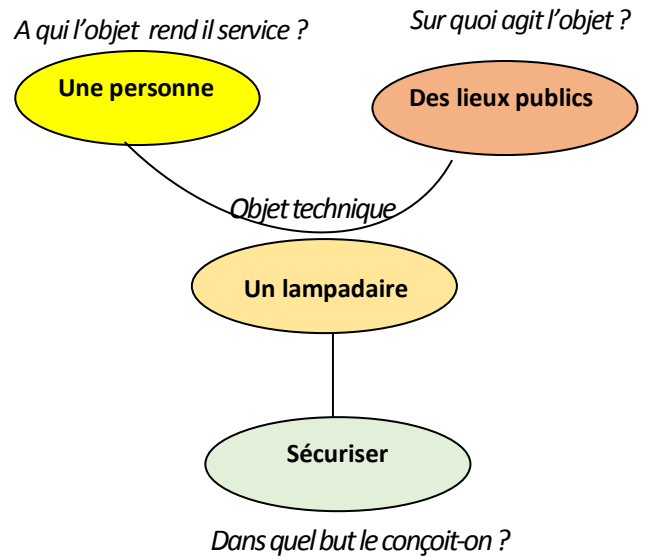 A qui l'objet rend il service ?
Sur quoi agit l'objet ?
Une personne
Des lieux publics
Objet technique
Un lampadaire
Sécuriser
Dans quel but le conçoit-on ?